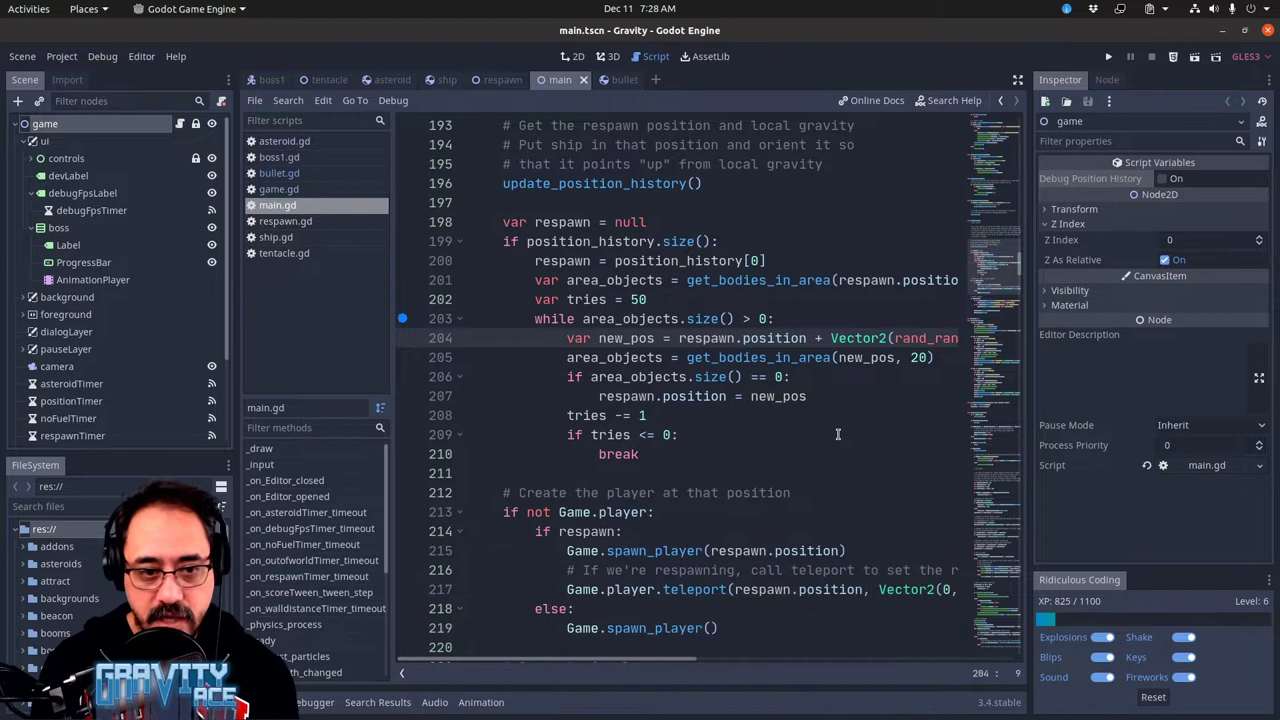 Activities Places Godot Engine Dec 11 7:28 AM
main.tscn - Gravity - Godot Engine
Scene Project Debug Editor Help
2D 3D Script AssetLib
GLES3
Scene Import
Filter nodes
game
ui
controls
devLabel
debugFpsLabel
debugFpsTimer
boss
Label
ProgressBar
AnimationPlayer
background
foreground
dialogLayer
pauseLayer
camera
asteroidTimer
positionTimer
noFuelTimer
respawnTimer
FileSystem
res://
Search files
res://
addons
asteroids
attract
backgrounds
beacon
booms
boss1 tentacle asteroid ship respawn main bullet
File Search Edit Go To Debug
Online Docs Search Help
Filter scripts
asteroid.gd
boss1.gd
bullet.gd
game.gd
main.gd
respawn.gd
ship.gd
tentacle.gd
main.gd
Filter methods
_draw
_input
193 # Get the respawn position and local gravity
194 # Put ship in that position and orient it so
195 # that it points "up" from local gravity
196 update_position_history()
197
198 var respawn = null
199 if position_history.size():
200 respawn = position_history[0]
201 var area_objects = get_bodies_in_area(respawn.positio
202 var tries = 50
203 while area_objects.size() > 0:
204 var new_pos = respawn.position + Vector2(rand_ran
205 area_objects = get_bodies_in_area(new_pos, 20)
206 if area_objects.size() == 0:
207 respawn.position = new_pos
208 tries -= 1
209 if tries <= 0:
210 break
211
212 # Create the player at that position
213 if not Game.player:
214 if respawn:
215 Game.spawn_player(respawn.position)
216 # If we're respawning, call teleport to set the r
217 Game.player.teleport(respawn.position, Vector2(0,
218 else:
219 Game.spawn_player()
220
204 : 9
Inspector Node
game
Filter properties
Script Variables
Debug Position History On
Node2D
Transform
Z Index
Z Index 0
Z As Relative On
CanvasItem
Visibility
Material
Node
Editor Description
Pause Mode Inherit
Process Priority 0
Script main.gd
Ridiculous Coding
XP: 825 / 1100 Level: 6
Explosions Shake
Blips Keys
Sound Fireworks
Reset
Search Results Audio Animation
3.4.stable
GRAVITY
ACE